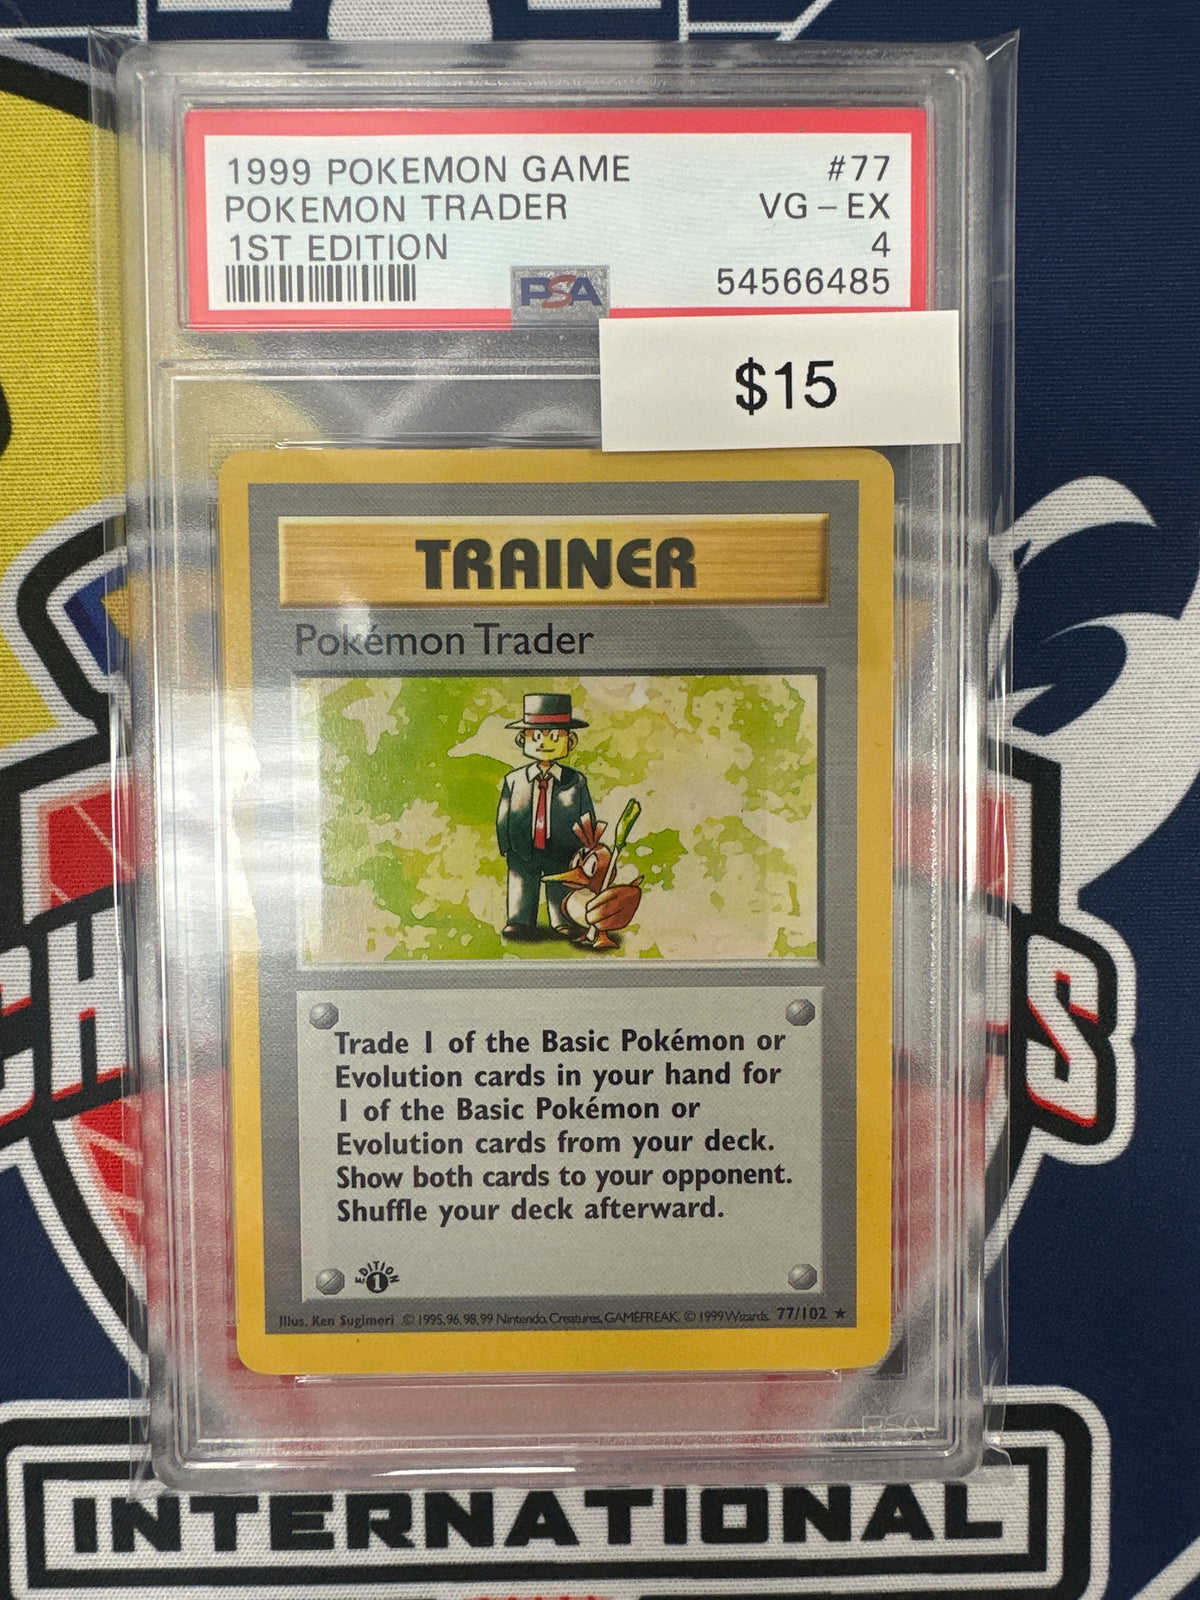 1999 POKEMON GAME #77
POKEMON TRADER VG - EX
1ST EDITION 4
PSA 54566485
$15
TRAINER
Pokémon Trader
Trade 1 of the Basic Pokémon or
Evolution cards in your hand for
1 of the Basic Pokémon or
Evolution cards from your deck.
Show both cards to your opponent.
Shuffle your deck afterward.
EDITION 1
Illus. Ken Sugimori © 1995, 96, 98, 99 Nintendo, Creatures, GAMEFREAK. © 1999 Wizards. 77/102 ★
PSA
CH S
INTERNATIONAL